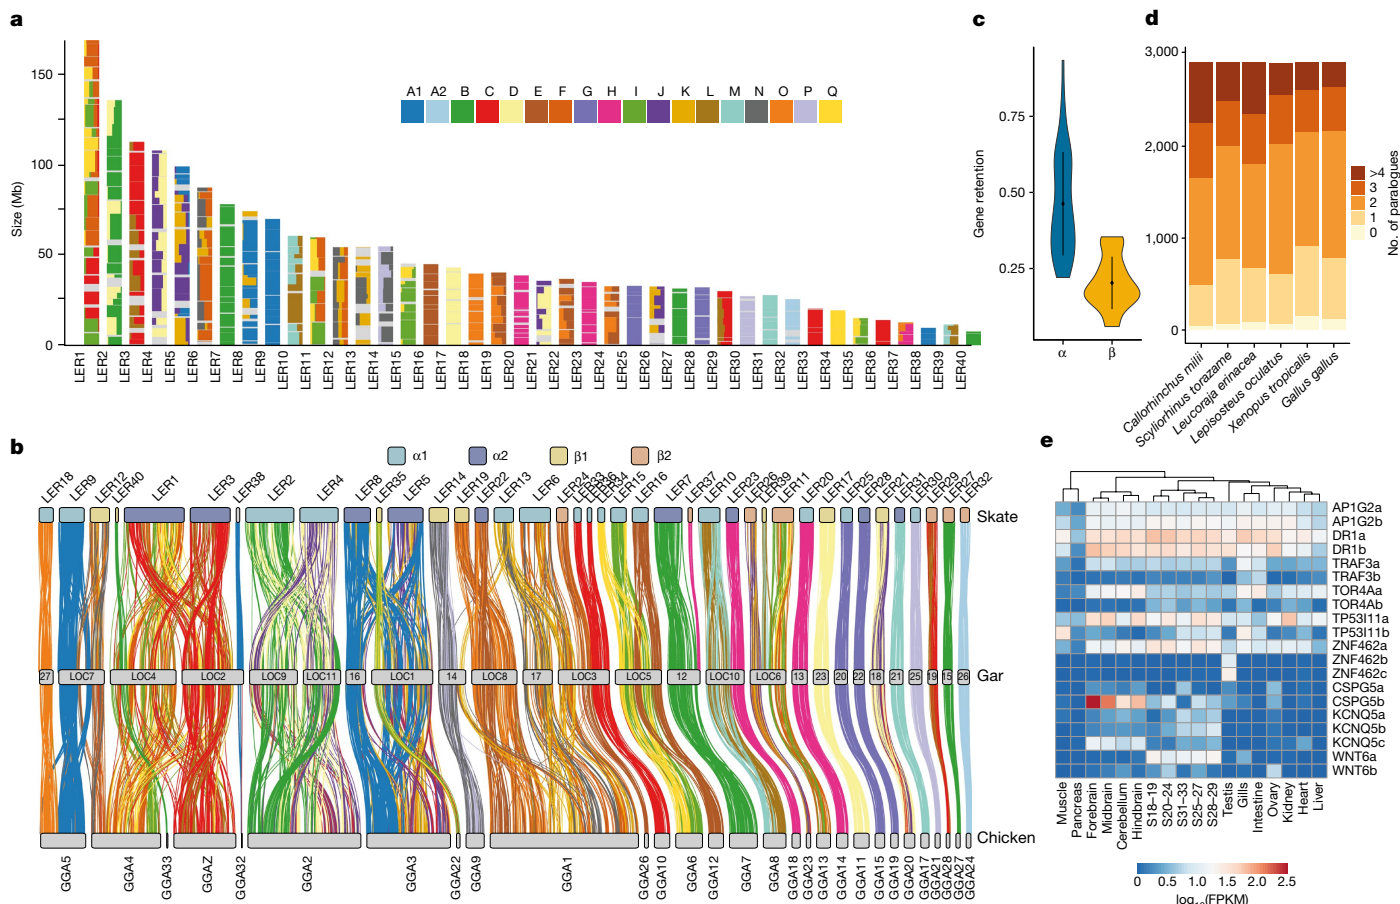 a
Size (Mb)
150
100
50
0
A1 A2 B C D E F G H I J K L M N O P Q
LER1 LER2 LER3 LER4 LER5 LER6 LER7 LER8 LER9 LER10 LER11 LER12 LER13 LER14 LER15 LER16 LER17 LER18 LER19 LER20 LER21 LER22 LER23 LER24 LER25 LER26 LER27 LER28 LER29 LER30 LER31 LER32 LER33 LER34 LER35 LER36 LER37 LER38 LER39 LER40
c
Gene retention
0.75
0.50
0.25
α β
d
3,000
2,000
1,000
0
Callorhinchus milii
Scyliorhinus torazame
Leucoraja erinacea
Lepisosteus oculatus
Xenopus tropicalis
Gallus gallus
>4
3
2
1
0
No. of paralogues
b
α1 α2 β1 β2
LER18 LER9 LER12 LER40 LER1 LER3 LER38 LER2 LER4 LER8 LER35 LER5 LER14 LER19 LER22 LER13 LER6 LER24 LER33 LER36 LER34 LER15 LER16 LER7 LER37 LER10 LER23 LER26 LER39 LER11 LER20 LER17 LER25 LER28 LER21 LER31 LER30 LER29 LER27 LER32
Skate
27 LOC7 LOC4 LOC2 LOC9 LOC11 16 LOC1 14 LOC8 17 LOC3 LOC5 12 LOC10 LOC6 13 23 20 22 18 21 25 19 15 26
Gar
Chicken
GGA5 GGA4 GGA33 GGAZ GGA32 GGA2 GGA3 GGA22 GGA9 GGA1 GGA26 GGA10 GGA6 GGA12 GGA7 GGA8 GGA18 GGA23 GGA13 GGA14 GGA11 GGA15 GGA19 GGA20 GGA17 GGA21 GGA28 GGA27 GGA24
e
AP1G2a
AP1G2b
DR1a
DR1b
TRAF3a
TRAF3b
TOR4Aa
TOR4Ab
TP53I11a
TP53I11b
ZNF462a
ZNF462b
ZNF462c
CSPG5a
CSPG5b
KCNQ5a
KCNQ5b
KCNQ5c
WNT6a
WNT6b
Muscle
Pancreas
Forebrain
Midbrain
Cerebellum
Hindbrain
S18–19
S20–24
S31–33
S25–27
S28–29
Testis
Gills
Intestine
Ovary
Kidney
Heart
Liver
0 0.5 1.0 1.5 2.0 2.5
(FPKM)